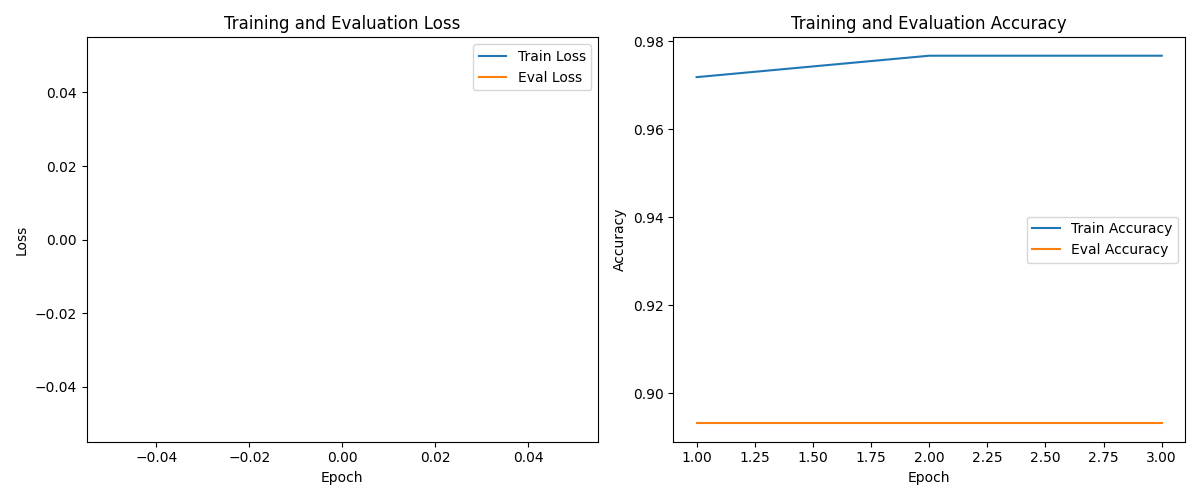 Training and Evaluation Loss
Train Loss
Eval Loss
0.04
0.02
0.00
−0.02
−0.04
Loss
−0.04
−0.02
0.00
0.02
0.04
Epoch
Training and Evaluation Accuracy
0.98
0.96
0.94
0.92
0.90
Accuracy
Train Accuracy
Eval Accuracy
1.00
1.25
1.50
1.75
2.00
2.25
2.50
2.75
3.00
Epoch